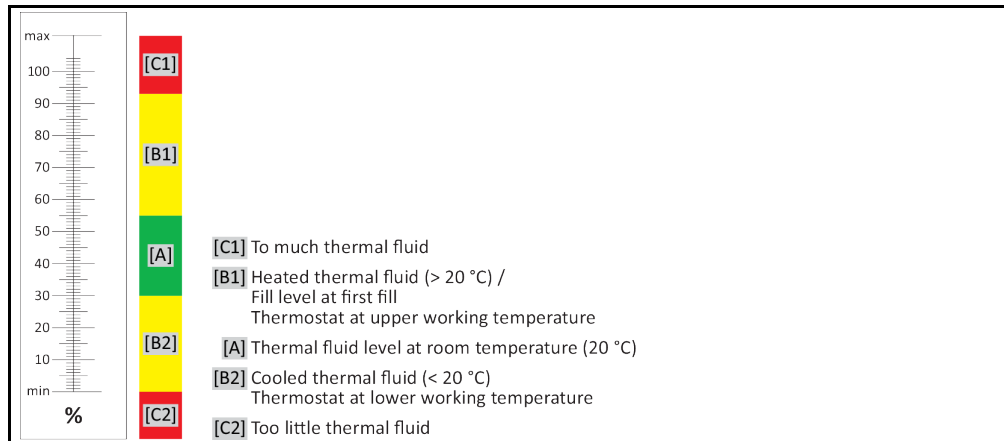 max
100
90
80
70
60
50
40
30
20
10
min
%
[C1]
[B1]
[A]
[B2]
[C2]
[C1] To much thermal fluid
[B1] Heated thermal fluid (> 20 °C) /
Fill level at first fill
Thermostat at upper working temperature
[A] Thermal fluid level at room temperature (20 °C)
[B2] Cooled thermal fluid (< 20 °C)
Thermostat at lower working temperature
[C2] Too little thermal fluid